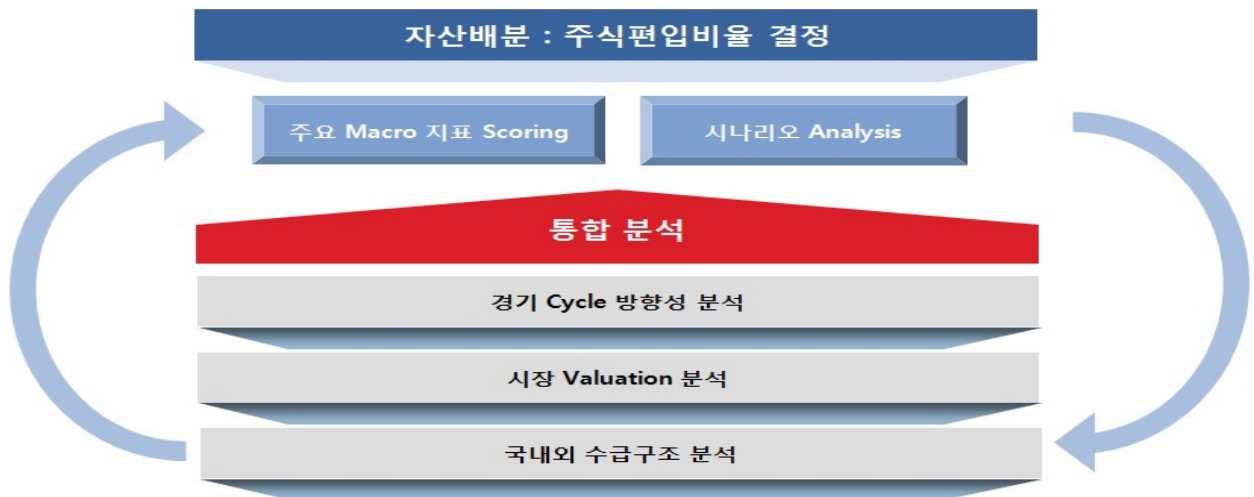 자산배분 : 주식편입비율 결정
주요 Macro 지표 Scoring
시나리오 Analysis
통합 분석
경기 Cycle 방향성 분석
시장 Valuation 분석
국내외 수급구조 분석